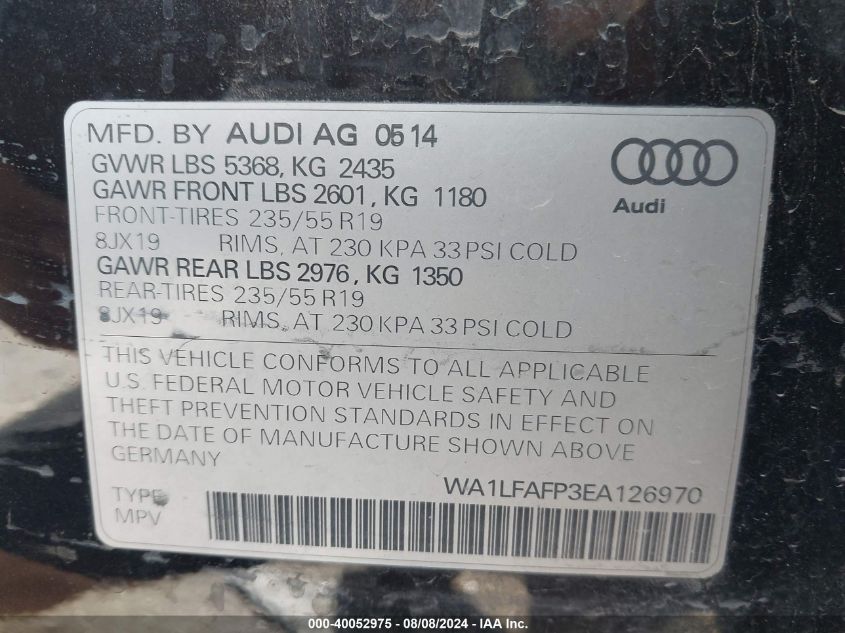 MFD. BY AUDI AG 05 14
GVWR LBS 5368, KG 2435
GAWR FRONT LBS 2601, KG 1180
FRONT-TIRES 235/55 R19
8JX19 RIMS, AT 230 KPA 33 PSI COLD
GAWR REAR LBS 2976, KG 1350
REAR-TIRES 235/55 R19
8JX19 RIMS, AT 230 KPA 33 PSI COLD
Audi
THIS VEHICLE CONFORMS TO ALL APPLICABLE
U.S. FEDERAL MOTOR VEHICLE SAFETY AND
THEFT PREVENTION STANDARDS IN EFFECT ON
THE DATE OF MANUFACTURE SHOWN ABOVE
GERMANY
WA1LFAFP3EA126970
TYPE
MPV
000-40052975 - 08/08/2024 - WWW.IAAI.COM